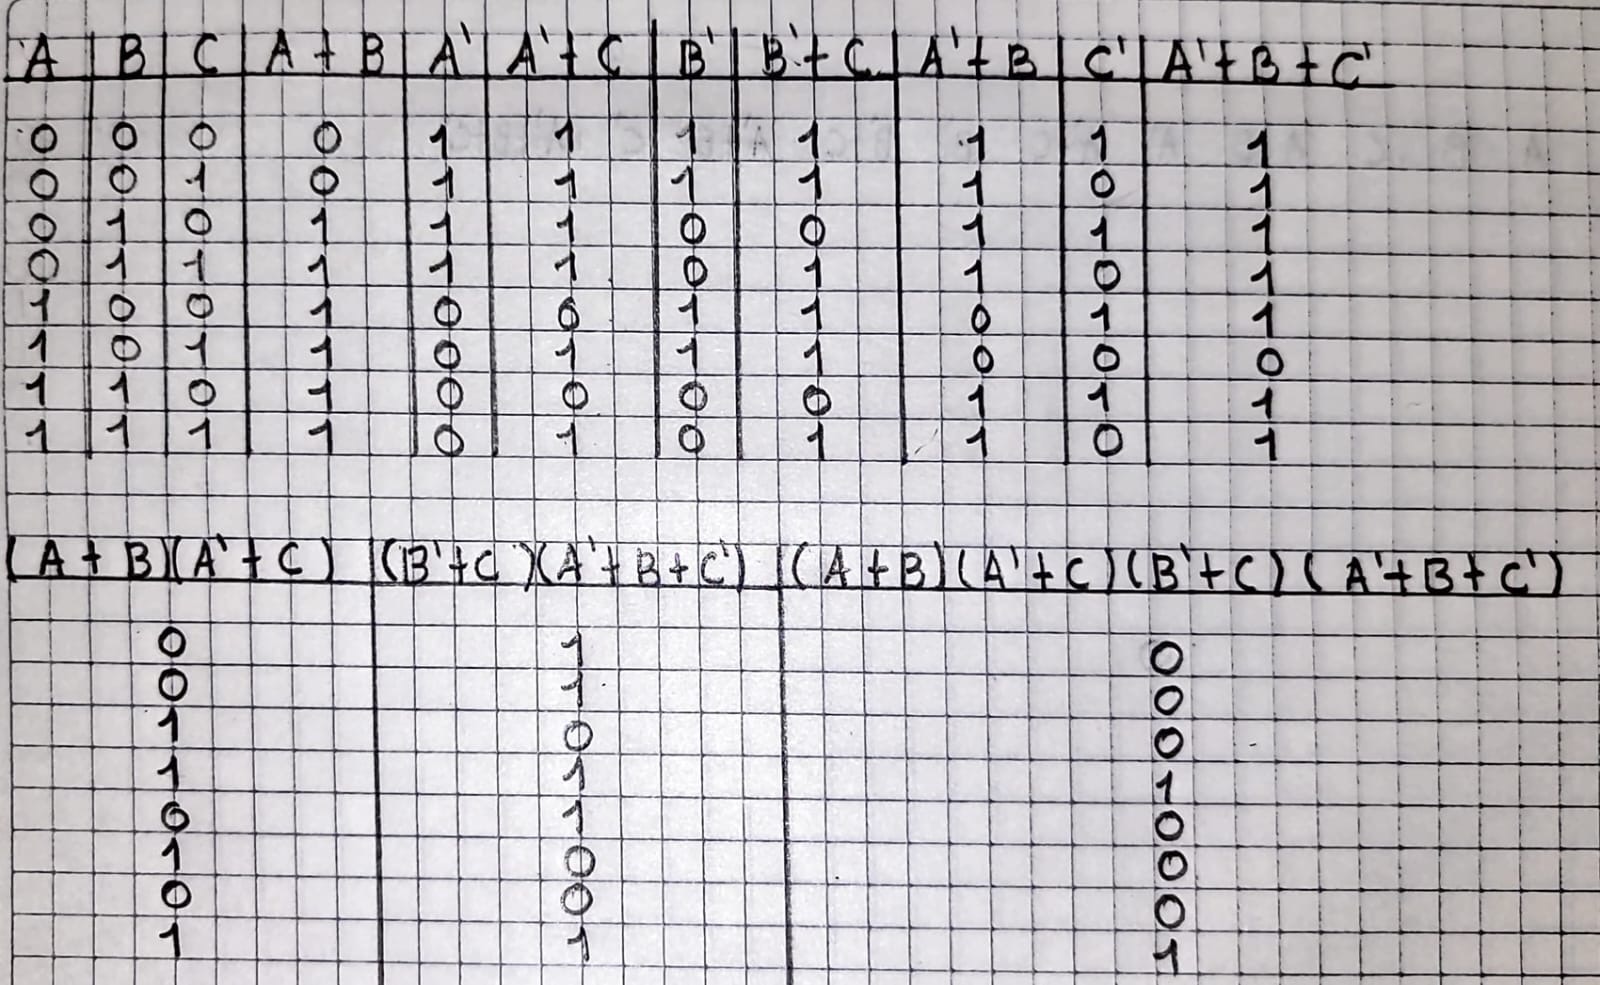 A B C A + B A' A' + C B' B' + C A' + B C' A' + B + C'
0 0 0 0 1 1 1 1 1 1 1
0 0 1 0 1 1 1 1 1 0 1
0 1 0 1 1 1 0 0 1 1 1
0 1 1 1 1 1 0 1 1 0 1
1 0 0 1 0 0 1 1 0 1 1
1 0 1 1 0 1 1 1 0 0 0
1 1 0 1 0 0 0 0 1 1 1
1 1 1 1 0 1 0 1 1 0 1
(A + B)(A' + C) (B' + C)(A' + B + C') (A + B)(A' + C)(B' + C)(A' + B + C')
0 1 0
0 1 0
1 0 0
1 1 1
0 1 0
1 0 0
0 0 0
1 1 1